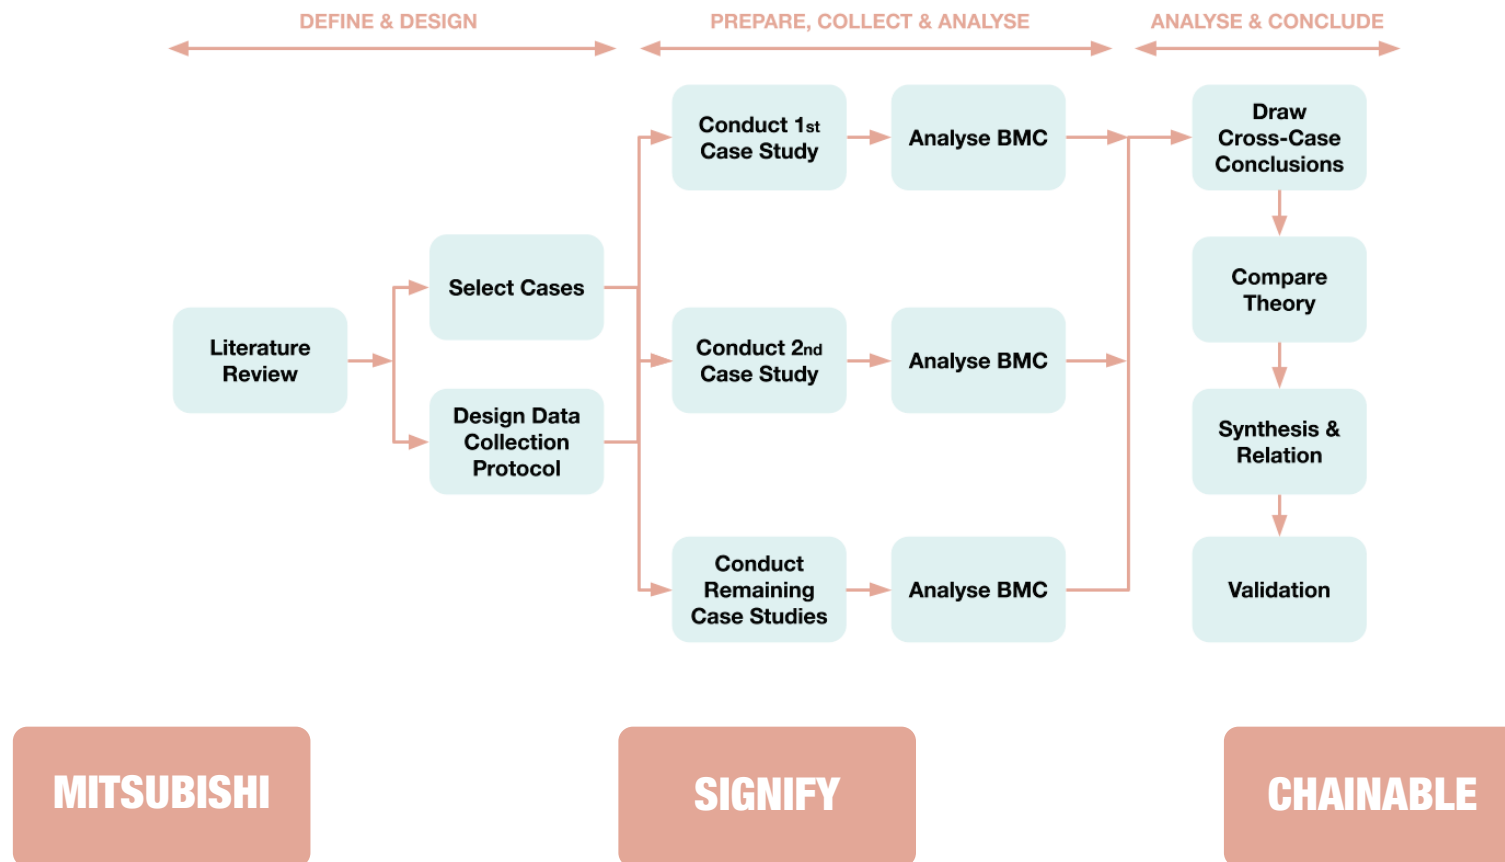 DEFINE & DESIGN
PREPARE, COLLECT & ANALYSE
ANALYSE & CONCLUDE
Literature
Review
Select Cases
Design Data
Collection
Protocol
Conduct 1st
Case Study
Analyse BMC
Conduct 2nd
Case Study
Analyse BMC
Conduct
Remaining
Case Studies
Analyse BMC
Draw
Cross-Case
Conclusions
Compare
Theory
Synthesis &
Relation
Validation
MITSUBISHI
SIGNIFY
CHAINABLE